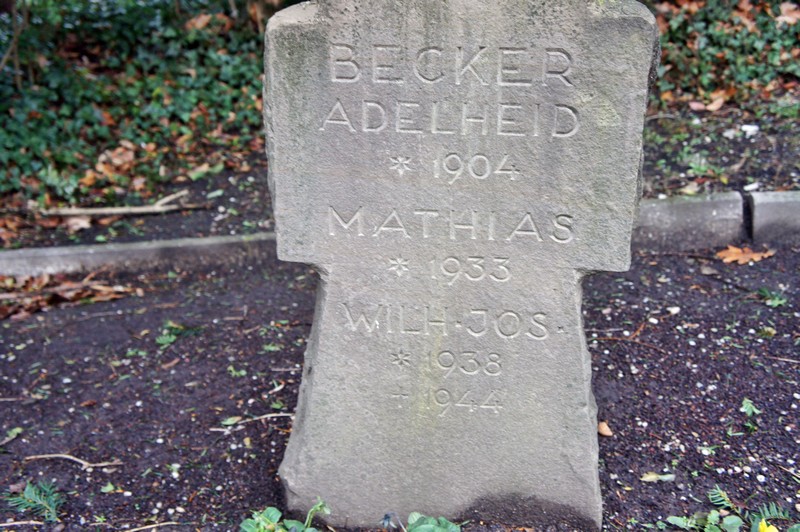 BECKER
ADELHEID
* 1904
MATHIAS
* 1933
WILH·JOS·
* 1938
+ 1944